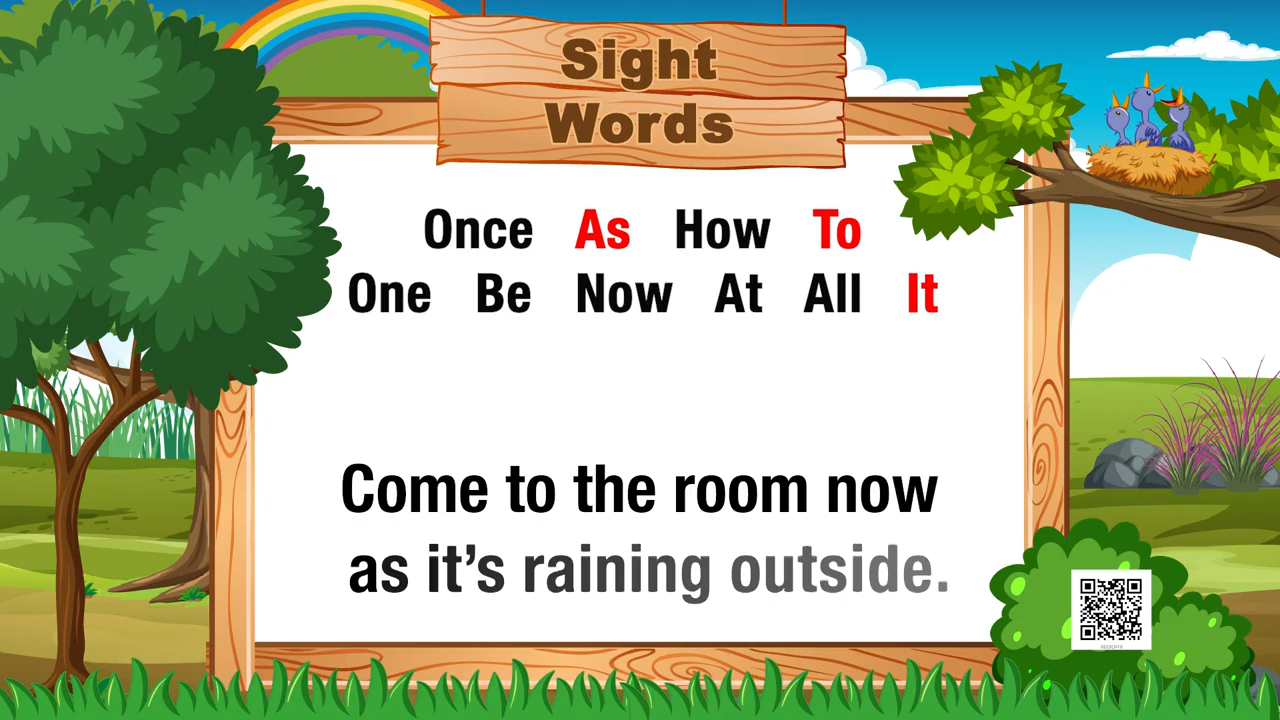 Sight
Words
Once As How To
One Be Now At All It
Come to the room now
as it’s raining outside.